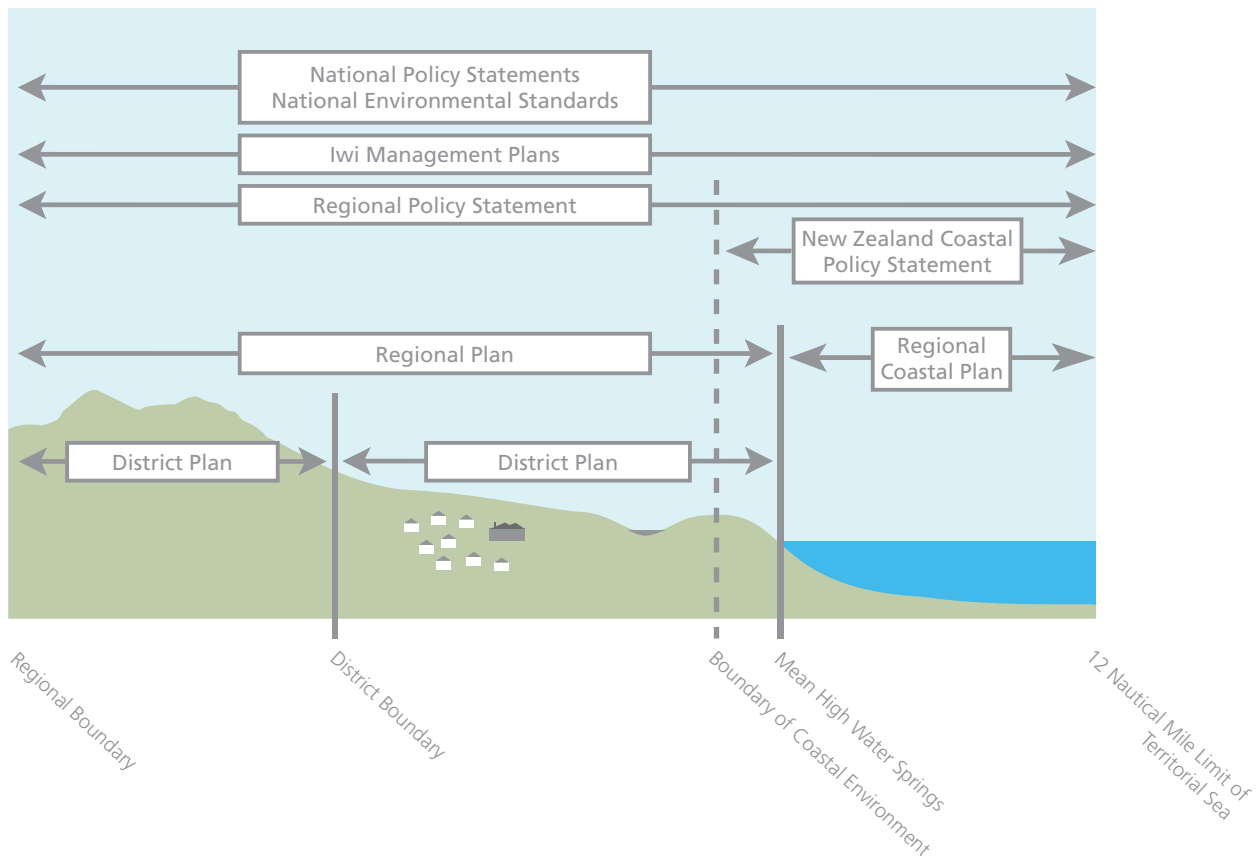 National Policy Statements
National Environmental Standards
Iwi Management Plans
Regional Policy Statement
New Zealand Coastal
Policy Statement
Regional Plan
Regional
Coastal Plan
District Plan
District Plan
Regional Boundary
District Boundary
Boundary of Coastal Environment
Mean High Water Springs
12 Nautical Mile Limit of
Territorial Sea